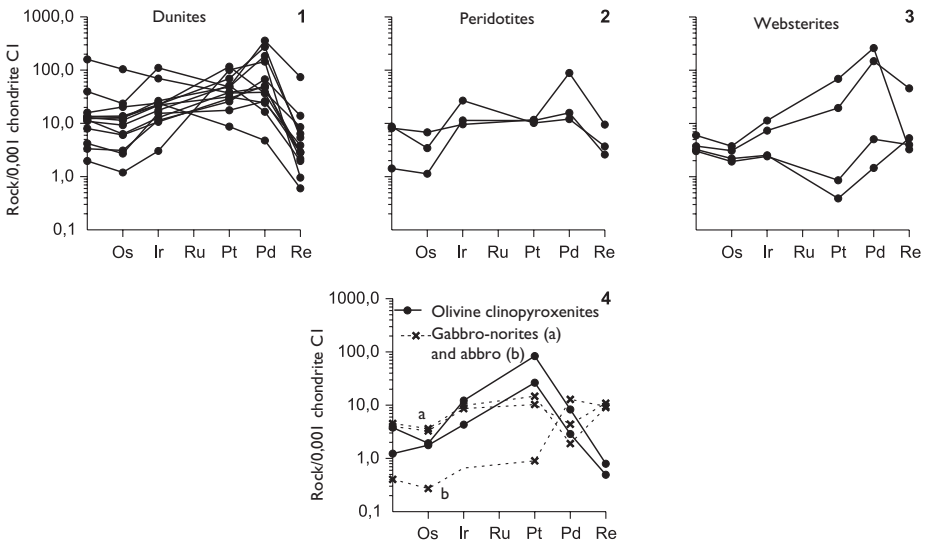 Dunites 1
1000,0
100,0
10,0
1,0
0,1
Rock/0,001 chondrite C1
Os Ir Ru Pt Pd Re
Peridotites 2
Os Ir Ru Pt Pd Re
Websterites 3
Os Ir Ru Pt Pd Re
4
1000,0
100,0
10,0
1,0
0,1
Rock/0,001 chondrite C1
Olivine clinopyroxenites
Gabbro-norites (a)
and abbro (b)
a
b
Os Ir Ru Pt Pd Re